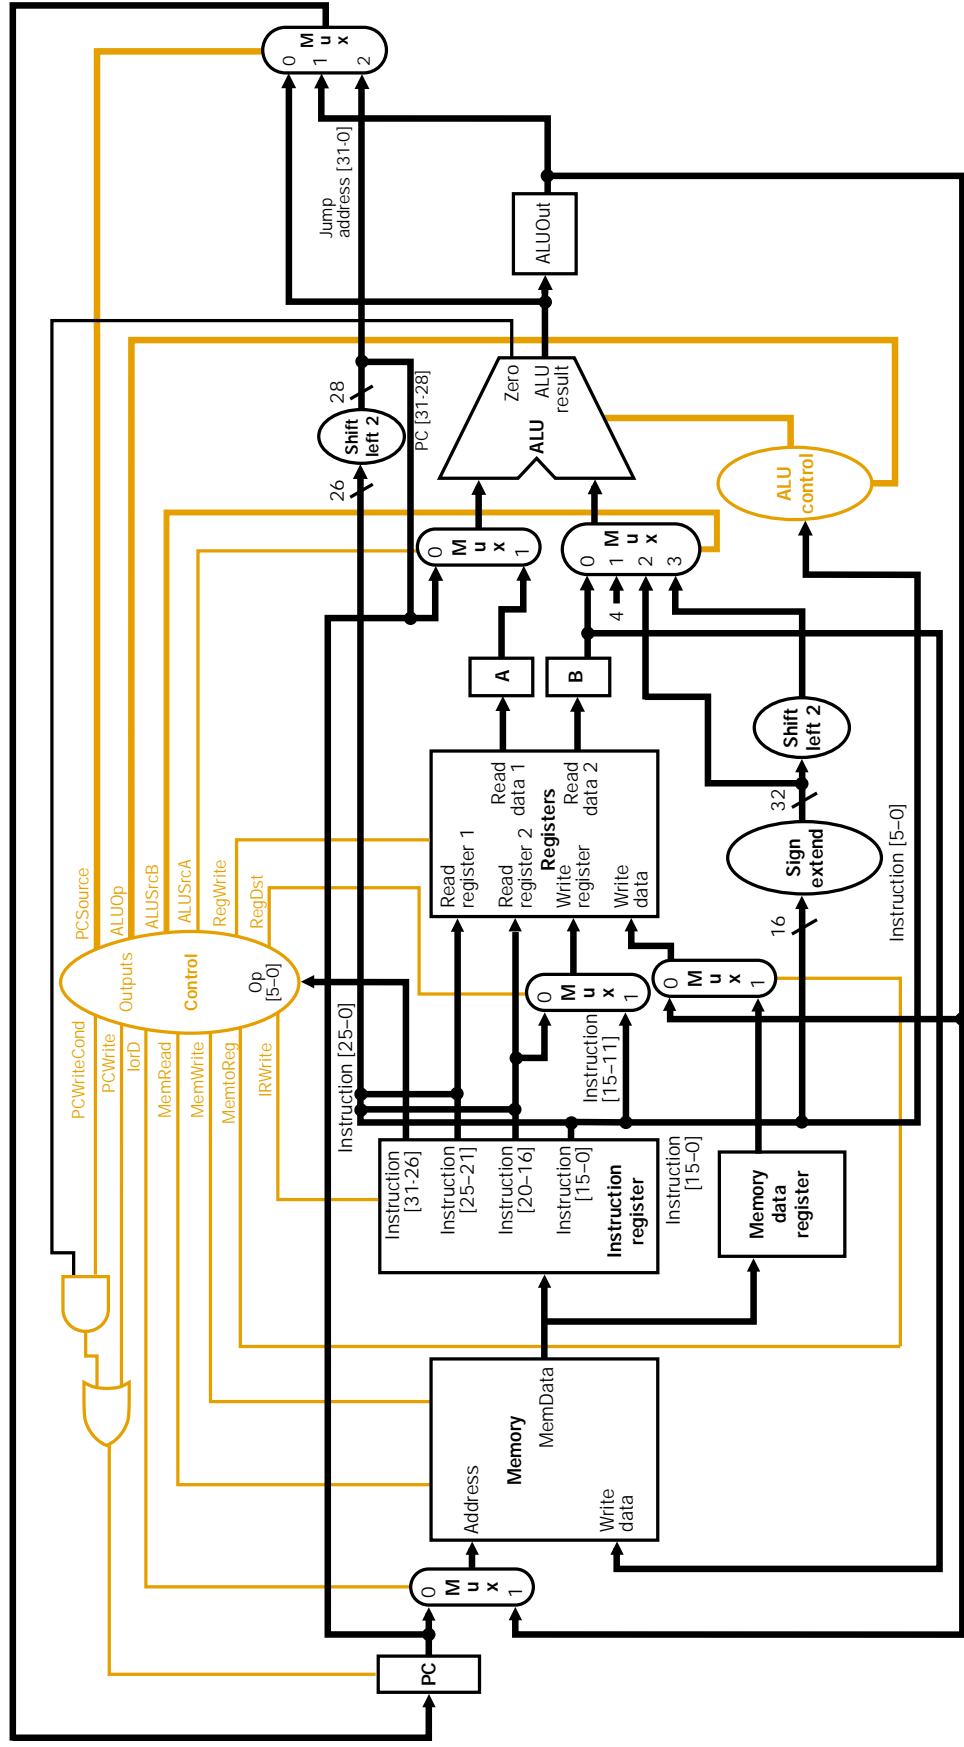 PCWriteCond
PCWrite
IorD
MemRead
MemWrite
MemtoReg
IRWrite
Outputs
Control
Op
[5–0]
PCSource
ALUOp
ALUSrcB
ALUSrcA
RegWrite
RegDst
PC
0
M
u
x
1
Address
Memory
MemData
Write
data
Instruction
[31-26]
Instruction
[25–21]
Instruction
[20–16]
Instruction
[15–0]
Instruction
register
Instruction [25–0]
Instruction
[15–0]
Memory
data
register
Instruction
[15–11]
0
M
u
x
1
0
M
u
x
1
Read
register 1
Read
register 2
Registers
Write
register
Write
data
Read
data 1
Read
data 2
16
Sign
extend
32
Shift
left 2
Instruction [5–0]
A
B
4
0
M
u
x
1
0
1
M
u
x
2
3
26
Shift
left 2
28
PC [31-28]
Zero
ALU
ALU
result
ALU
control
ALUOut
Jump
address [31-0]
0
1
M
u
x
2